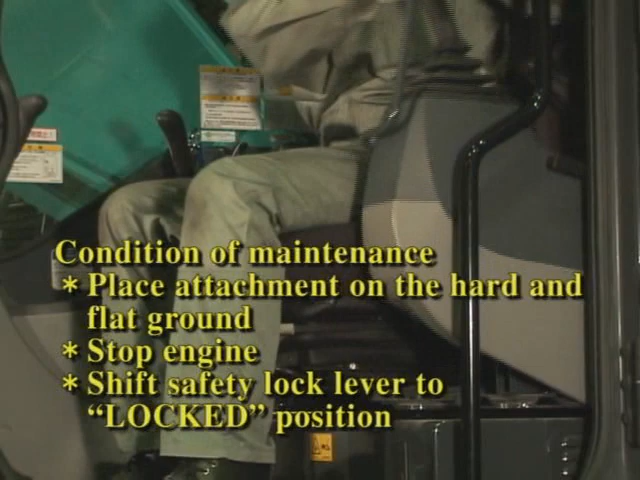 Condition of maintenance
* Place attachment on the hard and
flat ground
* Stop engine
* Shift safety lock lever to
“LOCKED” position